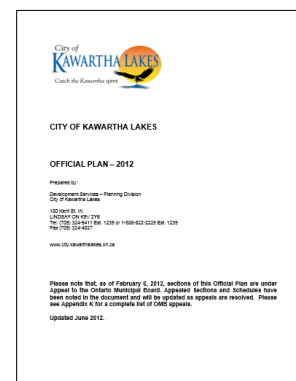 City of
KAWARTHA LAKES
Catch the Kawartha spirit
CITY OF KAWARTHA LAKES
OFFICIAL PLAN – 2012
Prepared by:
Development Services – Planning Division
City of Kawartha Lakes
180 Kent St. W.
LINDSAY ON K9V 2Y6
Tel: (705) 324-9411 Ext. 1239 or 1-888-822-2225 Ext. 1239
Fax (705) 324-4027
www.city.kawarthalakes.on.ca
Please note that, as of February 8, 2012, sections of this Official Plan are under
Appeal to the Ontario Municipal Board. Appealed Sections and Schedules have
been noted in the document and will be updated as appeals are resolved. Please
see Appendix K for a complete list of OMB appeals.
Updated June 2012.